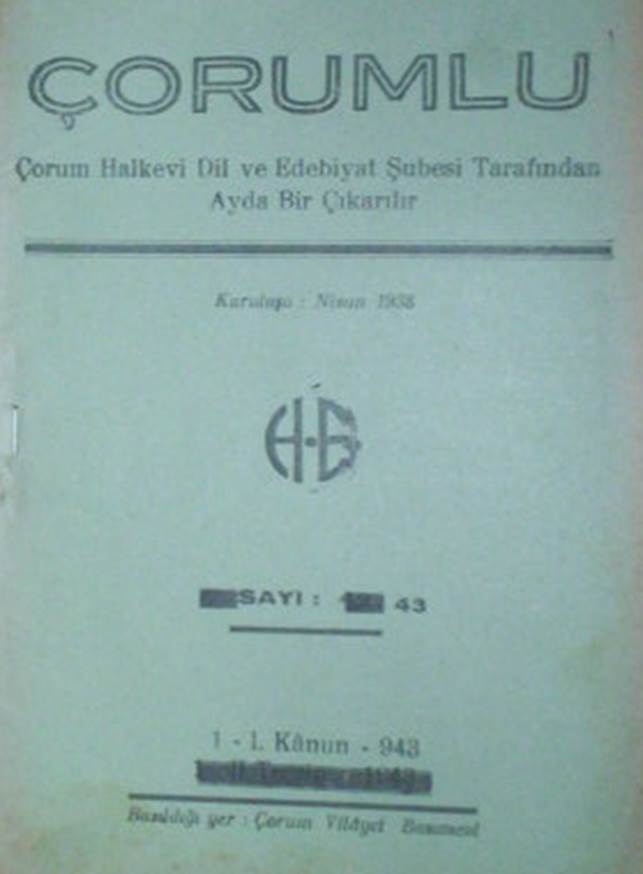 ÇORUMLU
Çorum Halkevi Dil ve Edebiyat Şubesi Tarafından
Ayda Bir Çıkarılır
Kuruluşu : Nisan 1938
H·E
SAYI : 43
1 - 1. Kânun - 943
Basıldığı yer : Çorum Vilâyet Basımevi